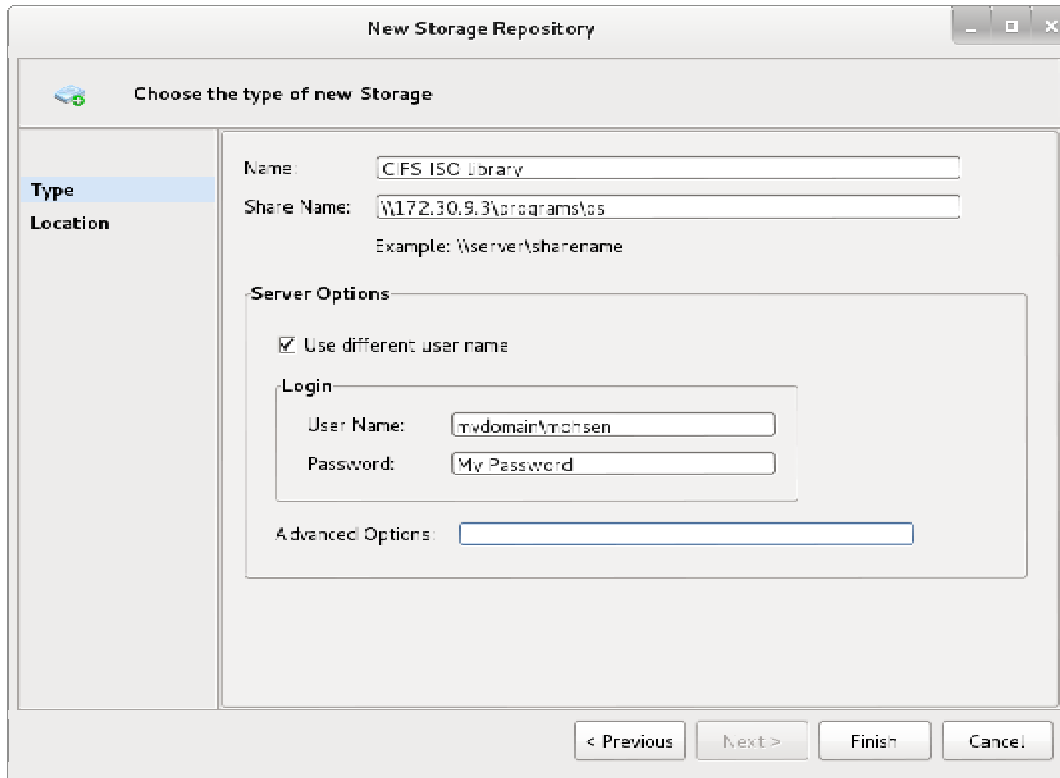 New Storage Repository
Choose the type of new Storage
Type
Location
Name: CIFS ISO library
Share Name: \\172.30.9.3\programs\os
Example: \\server\sharename
Server Options
Use different user name
Login
User Name: mydomain\mohsen
Password: My Password
Advanced Options:
< Previous
Next >
Finish
Cancel